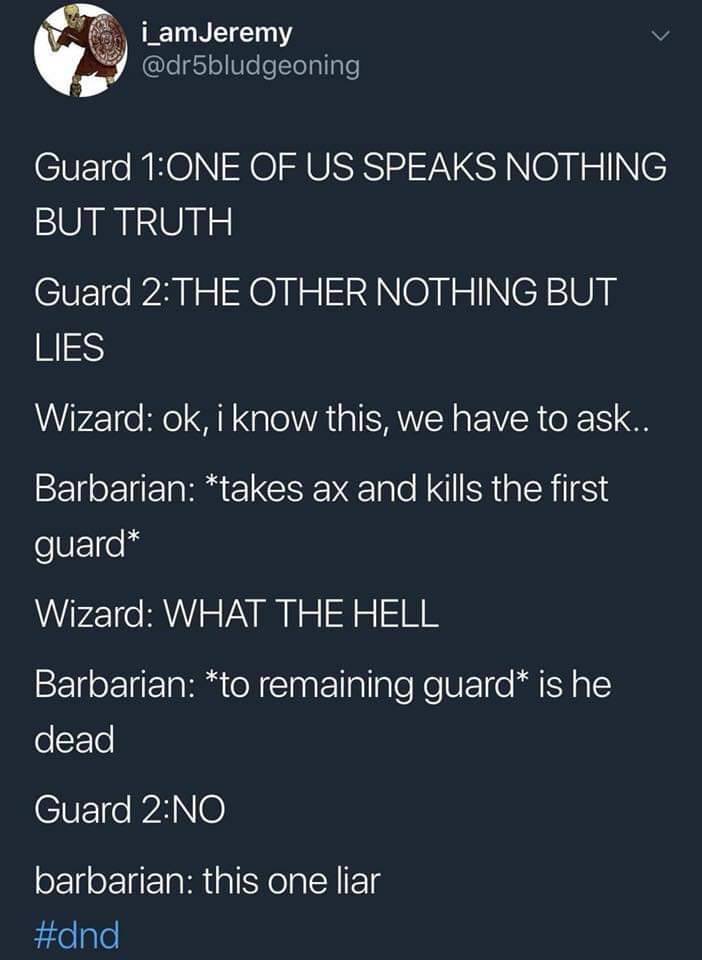 i_amJeremy
@dr5bludgeoning
Guard 1:ONE OF US SPEAKS NOTHING
BUT TRUTH
Guard 2:THE OTHER NOTHING BUT
LIES
Wizard: ok, i know this, we have to ask..
Barbarian: *takes ax and kills the first
guard*
Wizard: WHAT THE HELL
Barbarian: *to remaining guard* is he
dead
Guard 2:NO
barbarian: this one liar
#dnd